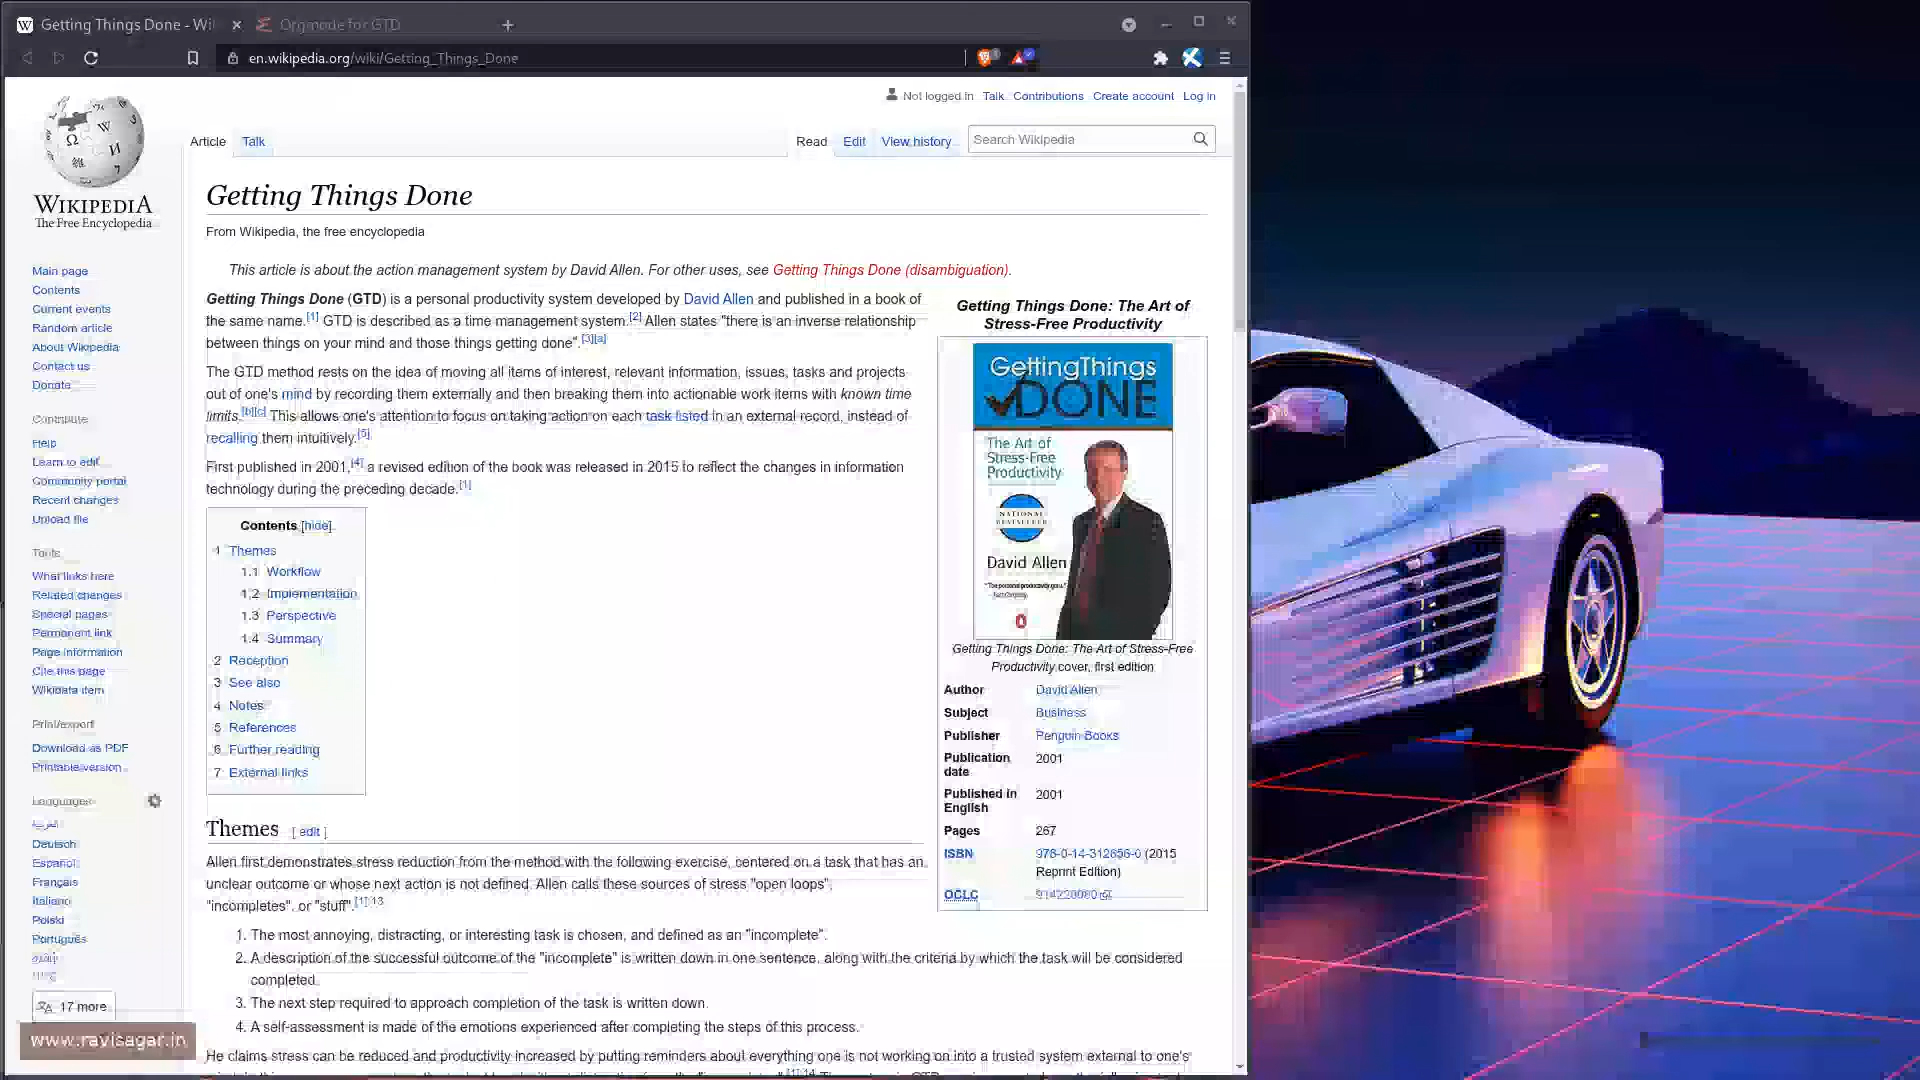 Getting Things Done - Wi
Orgmode for GTD
en.wikipedia.org/wiki/Getting_Things_Done
Not logged in Talk Contributions Create account Log in
Article Talk Read Edit View history Search Wikipedia
WIKIPEDIA
The Free Encyclopedia
Getting Things Done
From Wikipedia, the free encyclopedia
This article is about the action management system by David Allen. For other uses, see Getting Things Done (disambiguation).
Getting Things Done (GTD) is a personal productivity system developed by David Allen and published in a book of
the same name.[1] GTD is described as a time management system.[2] Allen states "there is an inverse relationship
between things on your mind and those things getting done".[3][a]
The GTD method rests on the idea of moving all items of interest, relevant information, issues, tasks and projects
out of one's mind by recording them externally and then breaking them into actionable work items with known time
limits.[b][c] This allows one's attention to focus on taking action on each task listed in an external record, instead of
recalling them intuitively.[5]
First published in 2001,[4] a revised edition of the book was released in 2015 to reflect the changes in information
technology during the preceding decade.[1]
Main page
Contents
Current events
Random article
About Wikipedia
Contact us
Donate
Contribute
Help
Learn to edit
Community portal
Recent changes
Upload file
Tools
What links here
Related changes
Special pages
Permanent link
Page information
Cite this page
Wikidata item
Print/export
Download as PDF
Printable version
Languages
العربية
Deutsch
Español
Français
Italiano
Polski
Português
17 more
www.ravisagar.in
Contents [hide]
1 Themes
1.1 Workflow
1.2 Implementation
1.3 Perspective
1.4 Summary
2 Reception
3 See also
4 Notes
5 References
6 Further reading
7 External links
Getting Things Done: The Art of
Stress-Free Productivity
GettingThings
DONE
The Art of
Stress-Free
Productivity
NATIONAL
BESTSELLER
David Allen
Getting Things Done: The Art of Stress-Free
Productivity cover, first edition
Author David Allen
Subject Business
Publisher Penguin Books
Publication
date 2001
Published in
English 2001
Pages 267
ISBN 978-0-14-312656-0 (2015
Reprint Edition)
OCLC
Themes [ edit ]
Allen first demonstrates stress reduction from the method with the following exercise, centered on a task that has an
unclear outcome or whose next action is not defined. Allen calls these sources of stress "open loops",
"incompletes", or "stuff".[1]:13
1. The most annoying, distracting, or interesting task is chosen, and defined as an "incomplete".
2. A description of the successful outcome of the "incomplete" is written down in one sentence, along with the criteria by which the task will be considered
completed.
3. The next step required to approach completion of the task is written down.
4. A self-assessment is made of the emotions experienced after completing the steps of this process.
He claims stress can be reduced and productivity increased by putting reminders about everything one is not working on into a trusted system external to one's